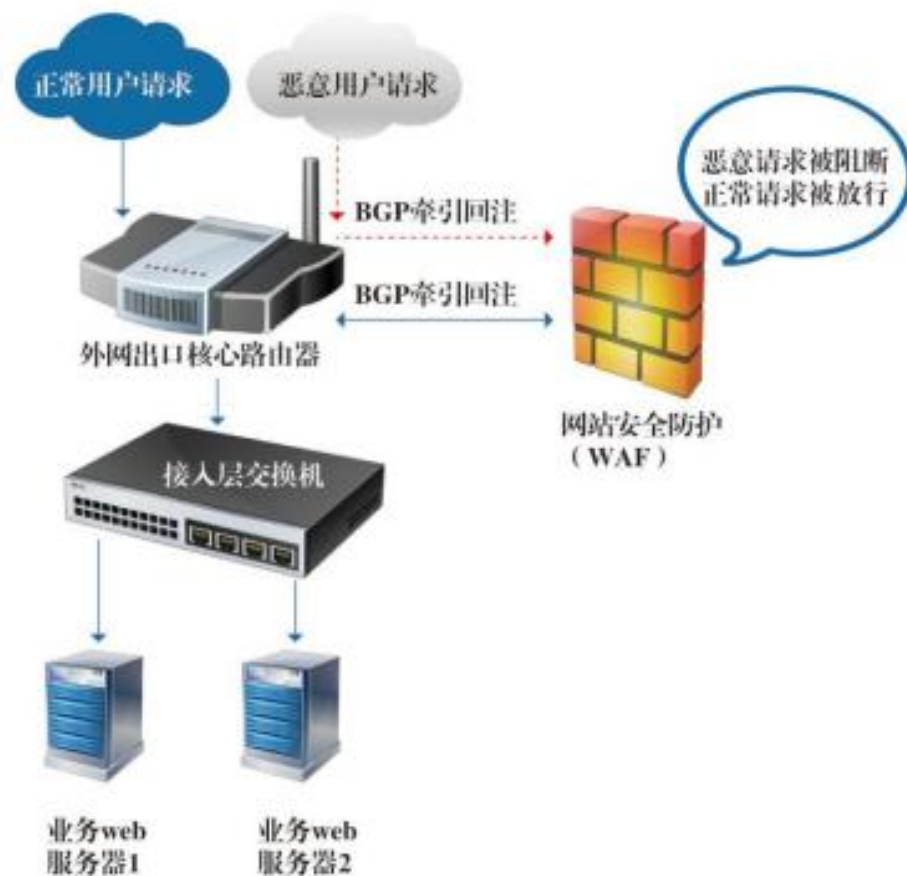 正常用户请求
恶意用户请求
恶意请求被阻断
正常请求被放行
BGP牵引回注
BGP牵引回注
外网出口核心路由器
网站安全防护
（WAF）
接入层交换机
业务web
服务器1
业务web
服务器2